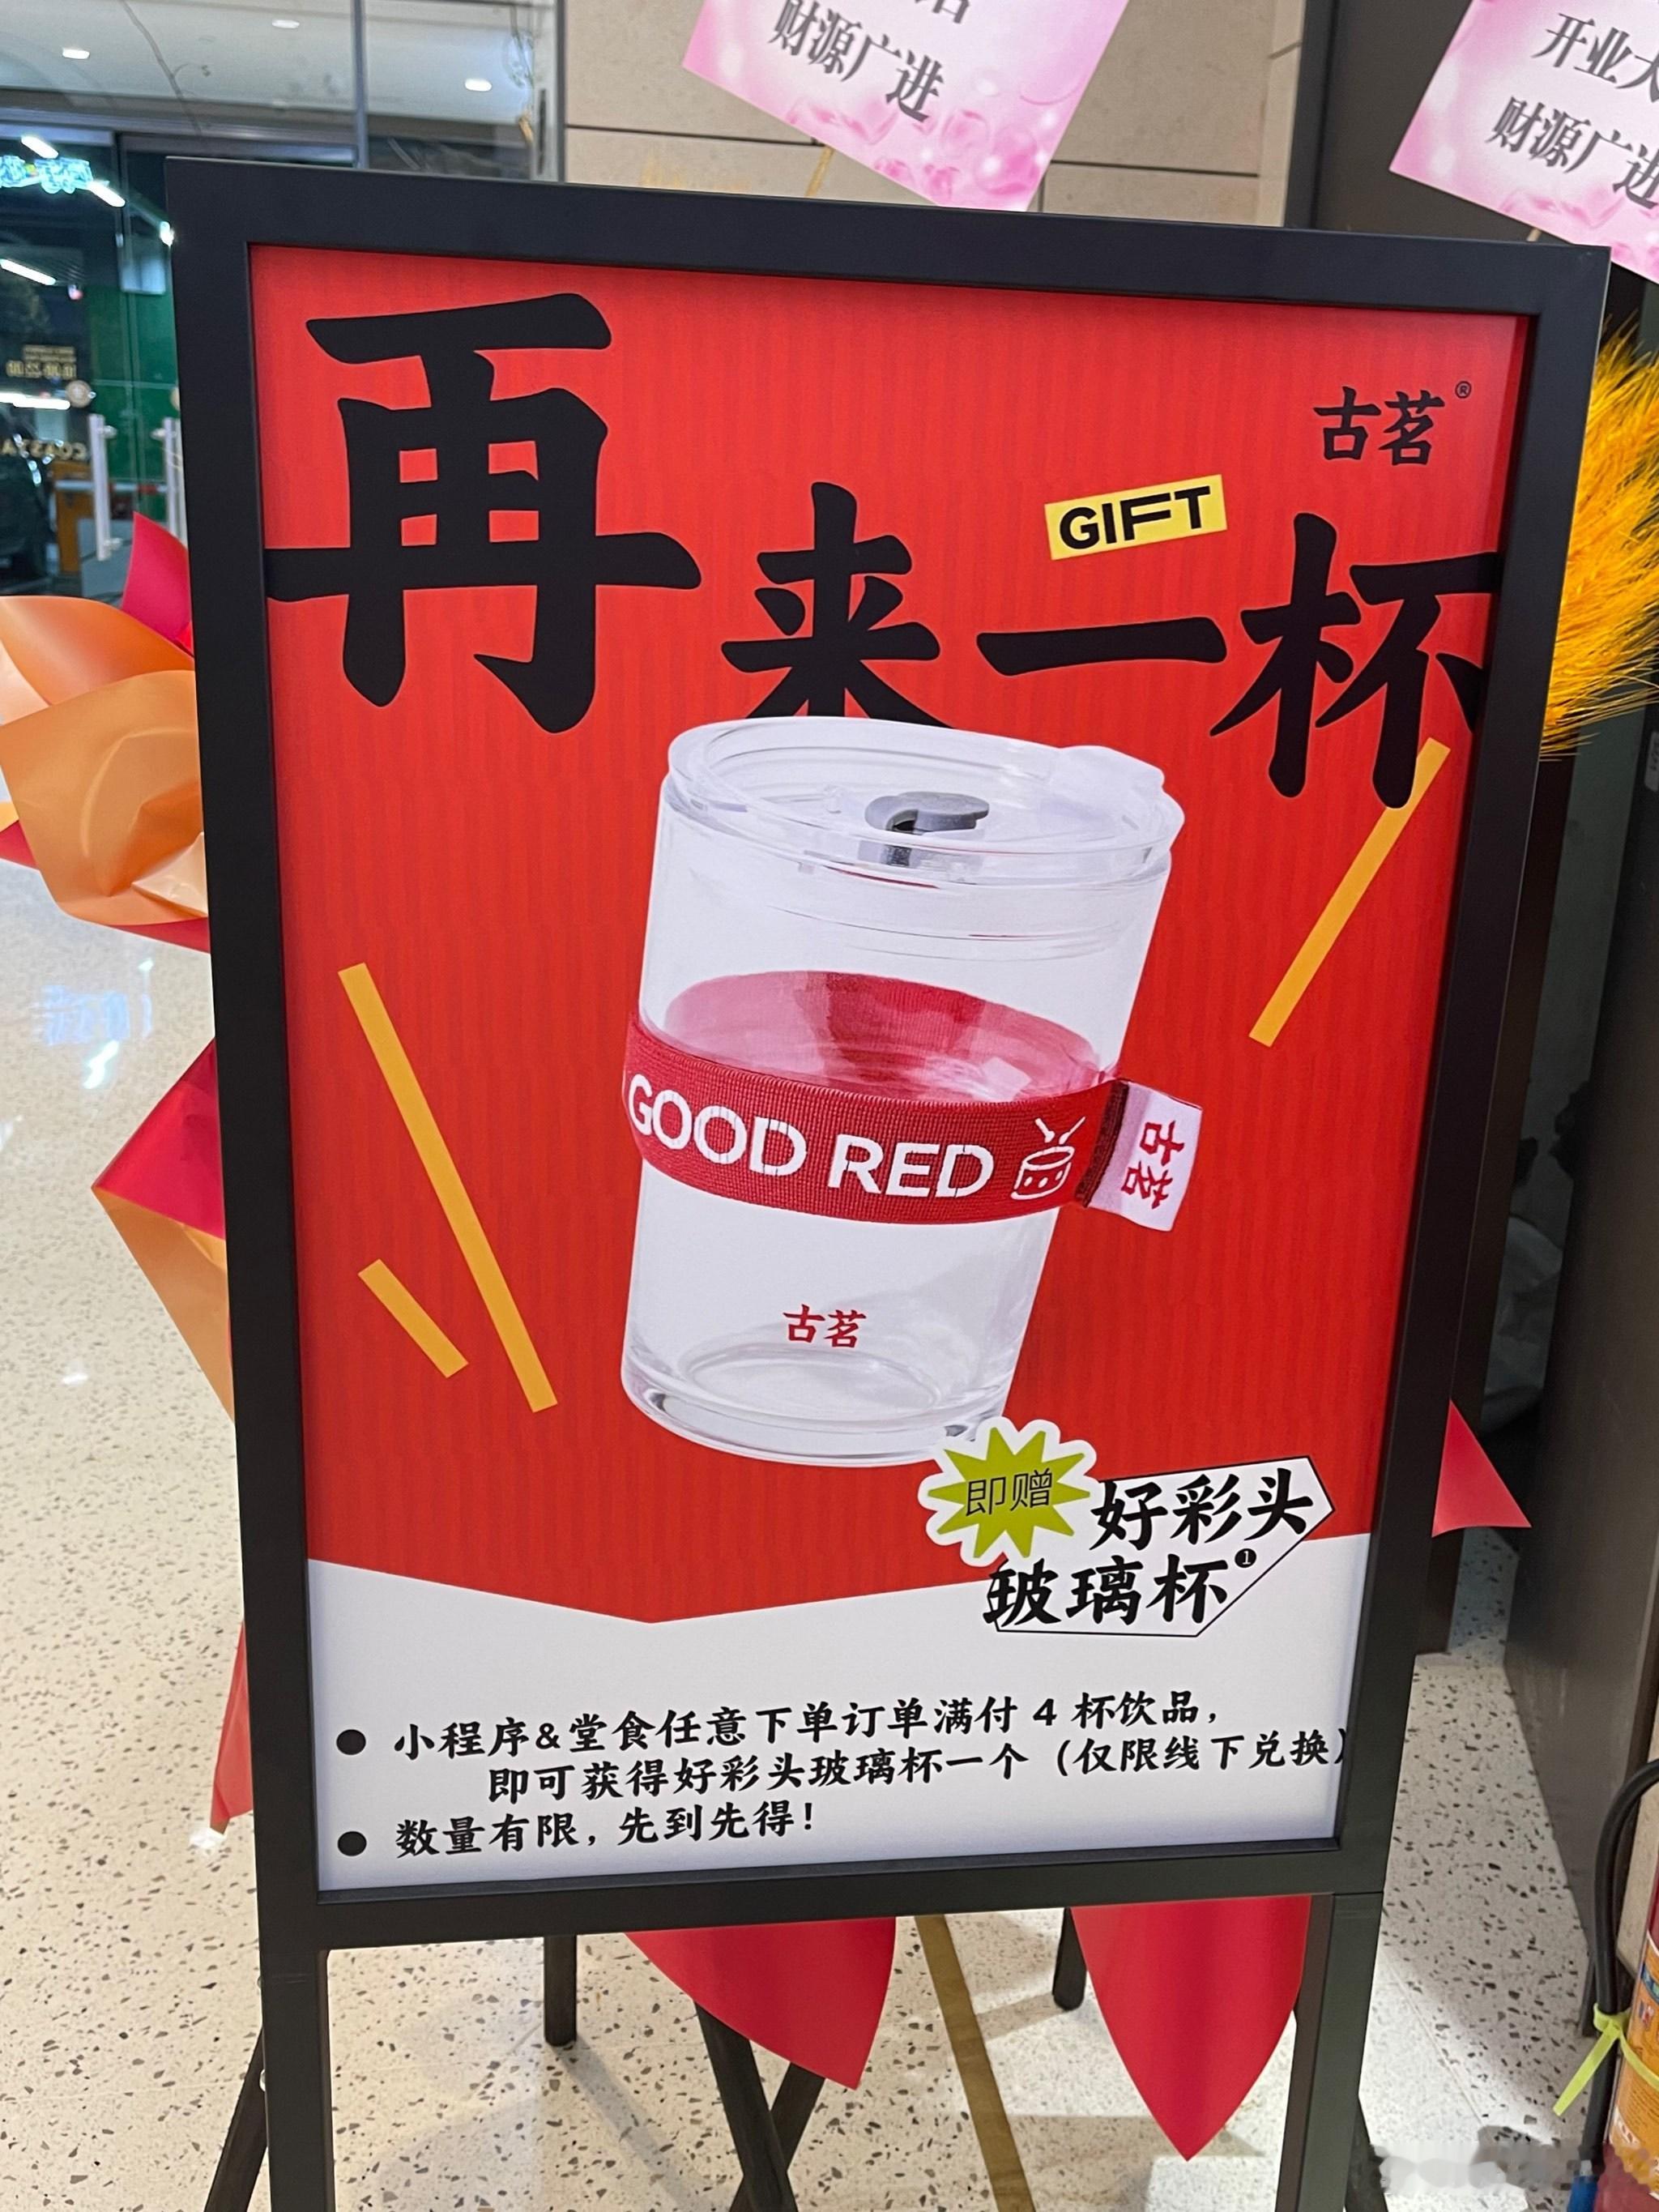 财源广进
开业大
财源广进
古茗®
再来一杯
GIFT
GOOD RED
古茗
古茗
即赠
好彩头
玻璃杯❶
● 小程序&堂食任意下单订单满付 4 杯饮品，
即可获得好彩头玻璃杯一个（仅限线下兑换）
● 数量有限，先到先得！